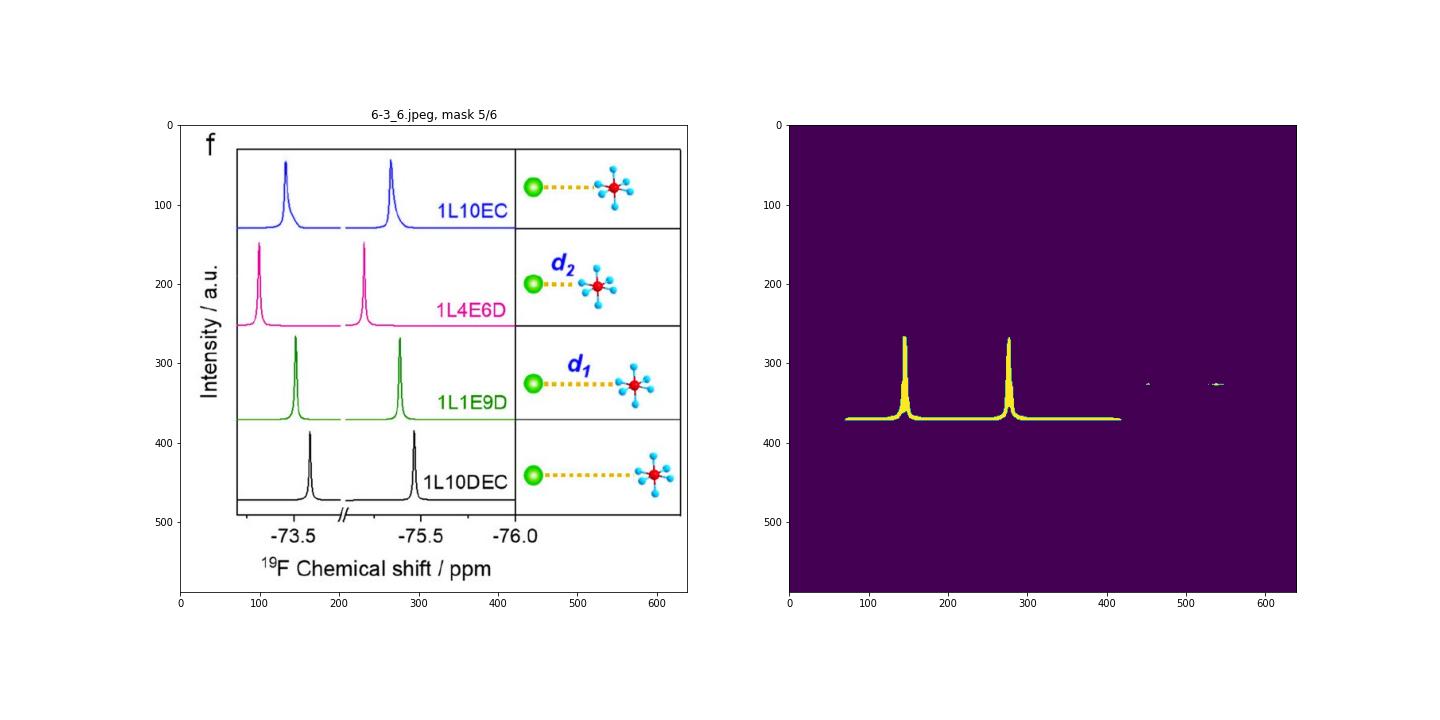 6-3_6.jpeg, mask 5/6
0
100
200
300
400
500
0 100 200 300 400 500 600
f
Intensity / a.u.
1L10EC
1L4E6D
1L1E9D
1L10DEC
d2
d1
-73.5 -75.5 -76.0
19F Chemical shift / ppm
0
100
200
300
400
500
0 100 200 300 400 500 600